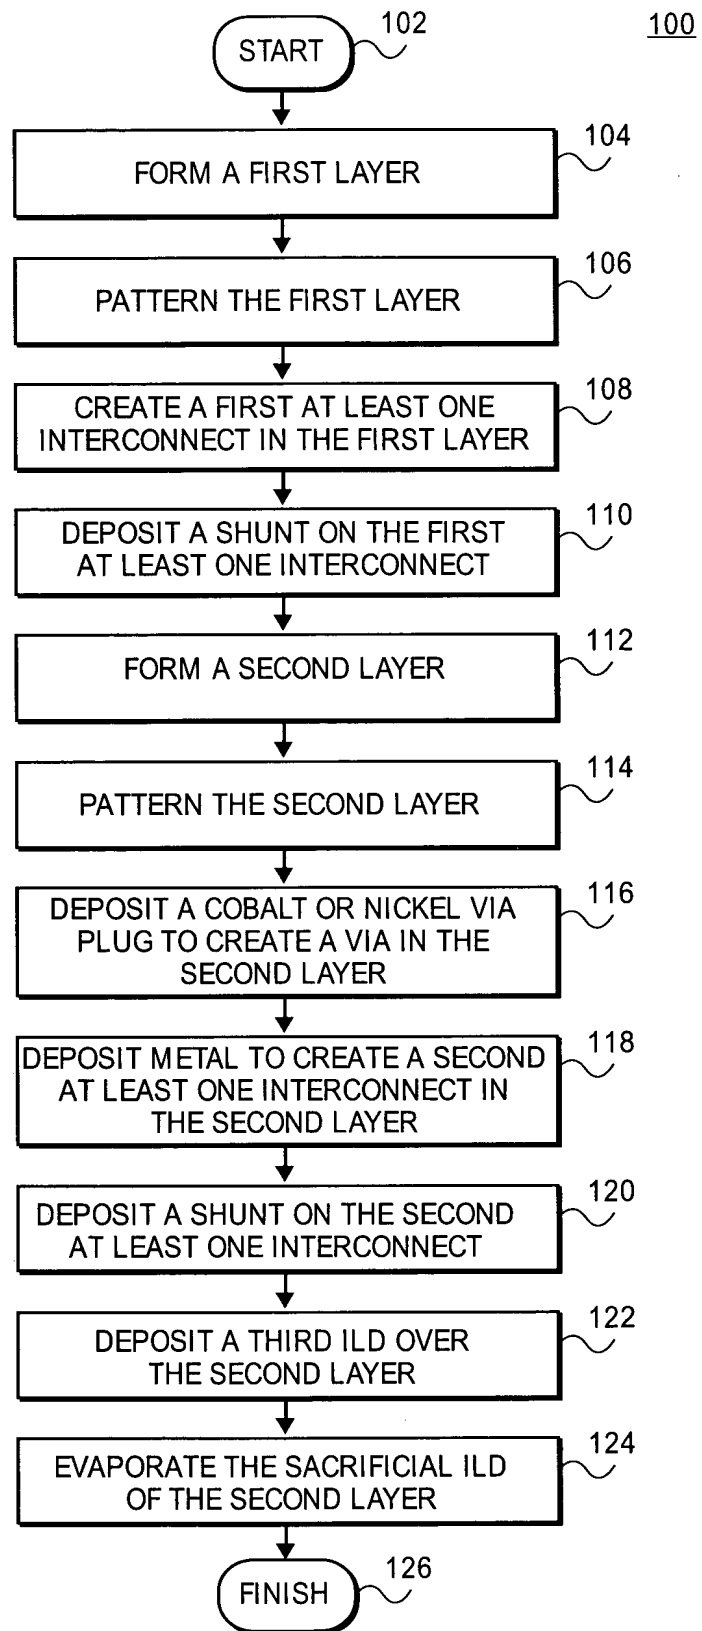 100
START
102
FORM A FIRST LAYER
104
PATTERN THE FIRST LAYER
106
CREATE A FIRST AT LEAST ONE
INTERCONNECT IN THE FIRST LAYER
108
DEPOSIT A SHUNT ON THE FIRST
AT LEAST ONE INTERCONNECT
110
FORM A SECOND LAYER
112
PATTERN THE SECOND LAYER
114
DEPOSIT A COBALT OR NICKEL VIA
PLUG TO CREATE A VIA IN THE
SECOND LAYER
116
DEPOSIT METAL TO CREATE A SECOND
AT LEAST ONE INTERCONNECT IN
THE SECOND LAYER
118
DEPOSIT A SHUNT ON THE SECOND
AT LEAST ONE INTERCONNECT
120
DEPOSIT A THIRD ILD OVER
THE SECOND LAYER
122
EVAPORATE THE SACRIFICIAL ILD
OF THE SECOND LAYER
124
FINISH
126